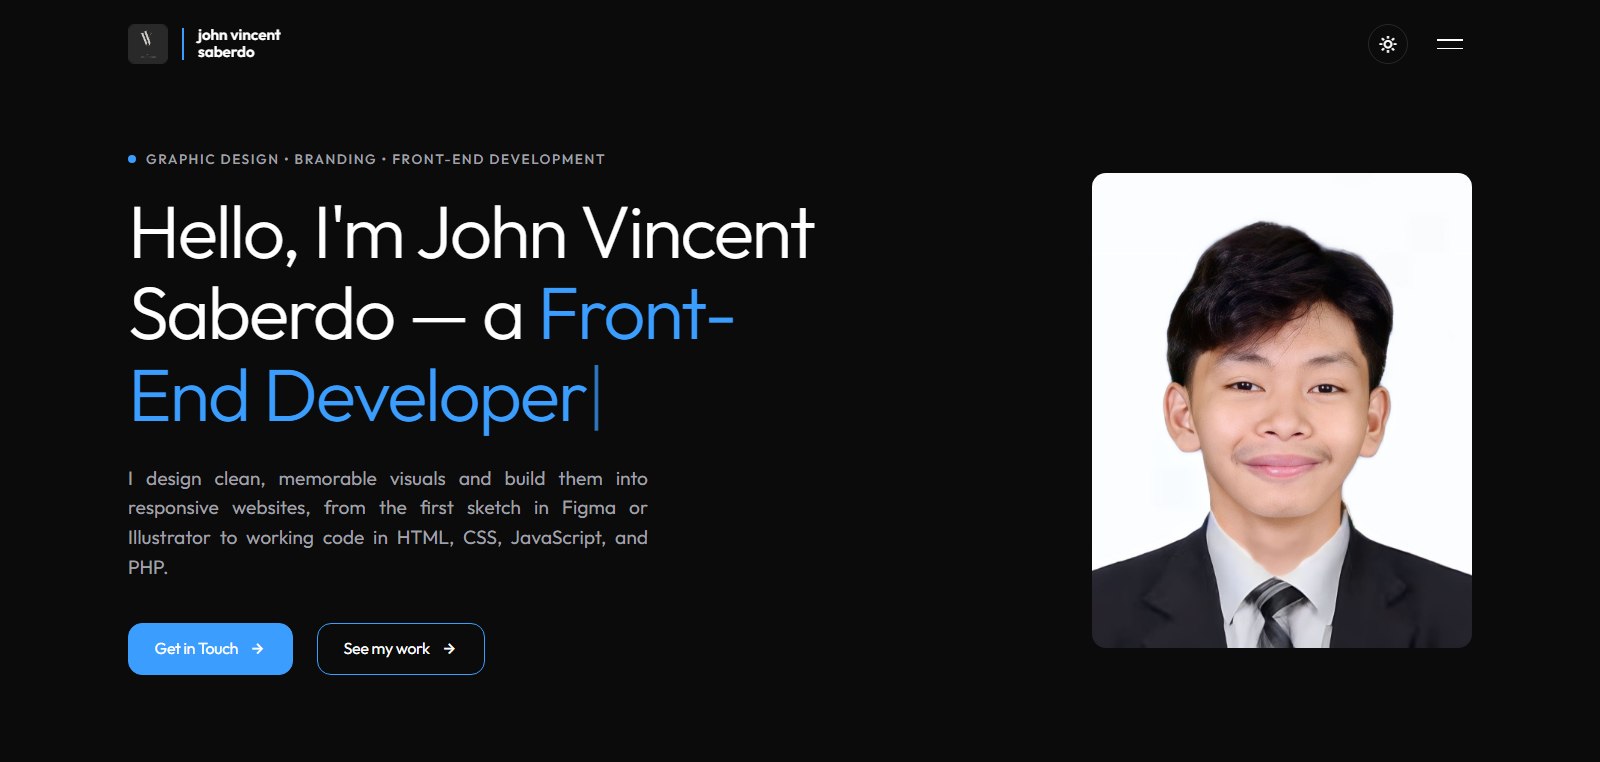 john vincent
saberdo
GRAPHIC DESIGN • BRANDING • FRONT-END DEVELOPMENT
Hello, I'm John Vincent
Saberdo — a Front-
End Developer|
I design clean, memorable visuals and build them into
responsive websites, from the first sketch in Figma or
Illustrator to working code in HTML, CSS, JavaScript, and
PHP.
Get in Touch →
See my work →